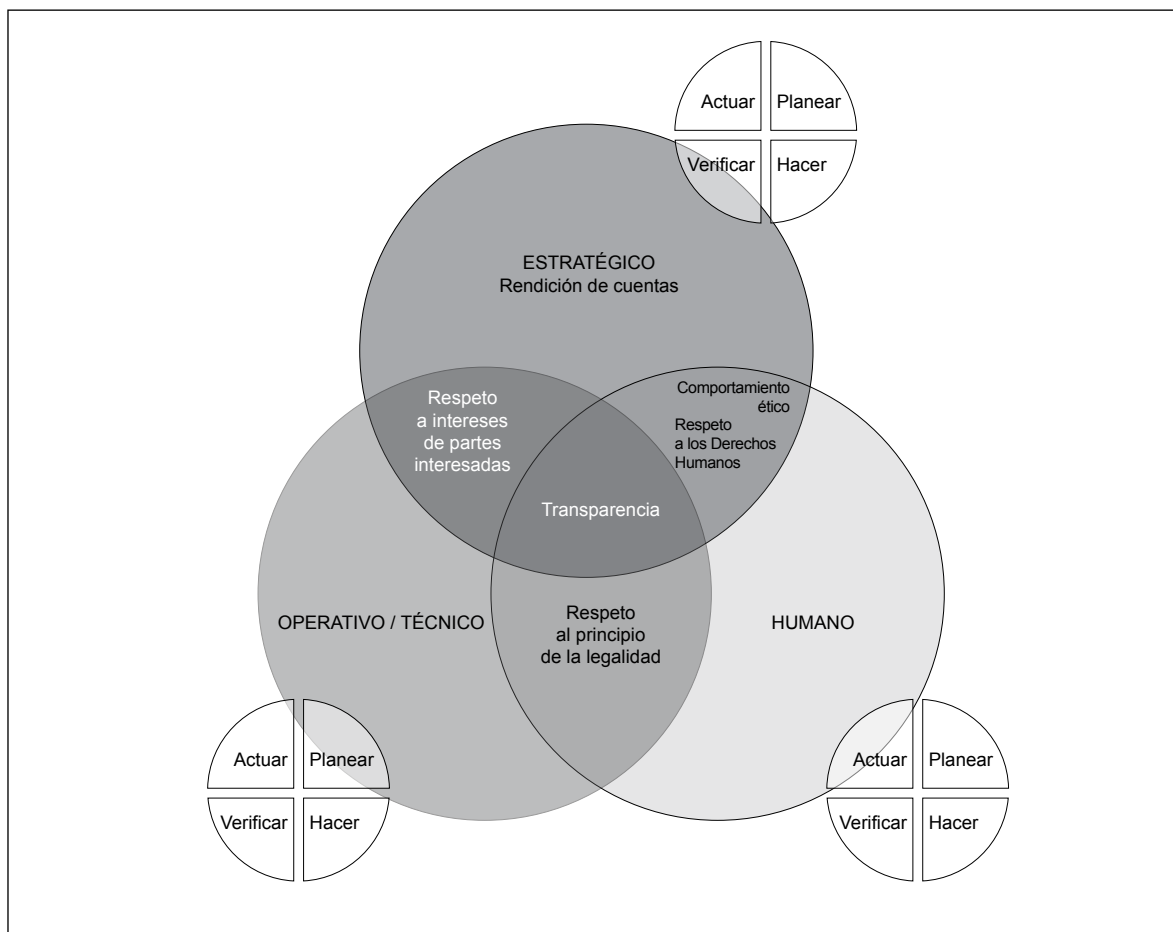 Actuar Planear
Verificar Hacer
ESTRATÉGICO
Rendición de cuentas
Respeto
a intereses
de partes
interesadas
Comportamiento
ético
Respeto
a los Derechos
Humanos
Transparencia
OPERATIVO / TÉCNICO
Respeto
al principio
de la legalidad
HUMANO
Actuar Planear
Verificar Hacer
Actuar Planear
Verificar Hacer